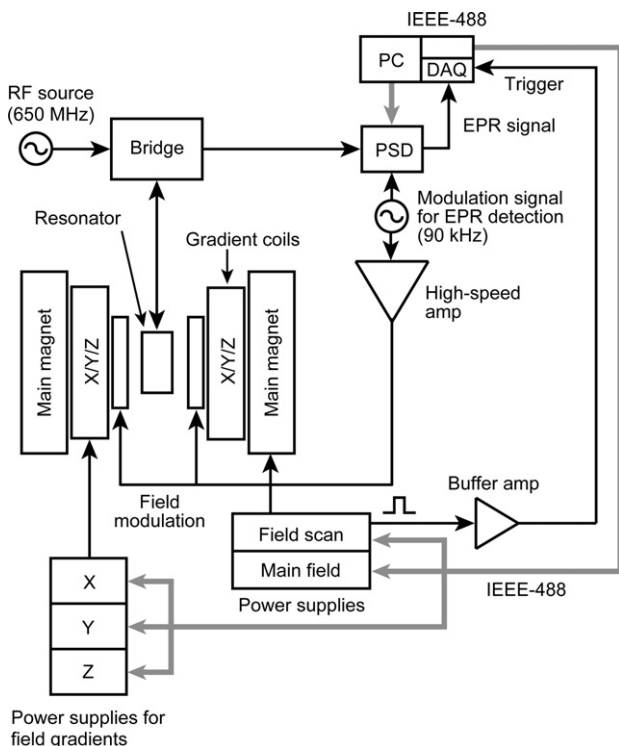 IEEE-488
PC
DAQ
RF source
(650 MHz)
Trigger
EPR signal
Bridge
PSD
Resonator
Modulation signal
for EPR detection
(90 kHz)
Gradient coils
High-speed
amp
Main magnet
X/Y/Z
X/Y/Z
Main magnet
Field
modulation
Buffer amp
Field scan
Main field
Power supplies
IEEE-488
X
Y
Z
Power supplies for
field gradients